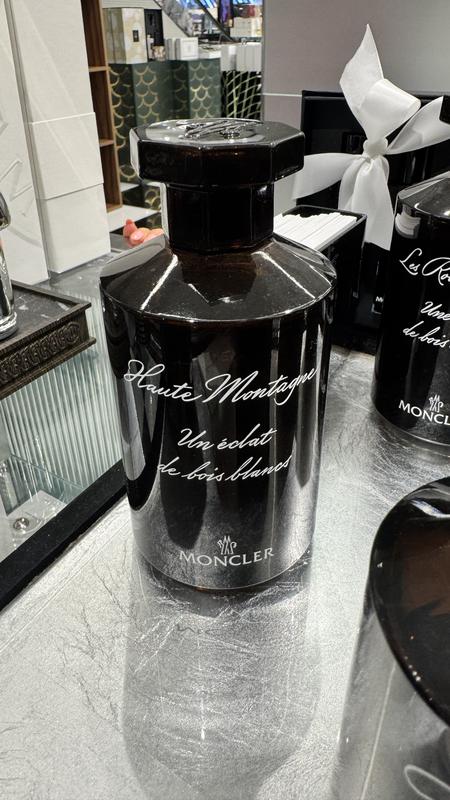 Haute Montagne
Un éclat
de bois blancs
MONCLER
Les
Une
de bois
MONCL